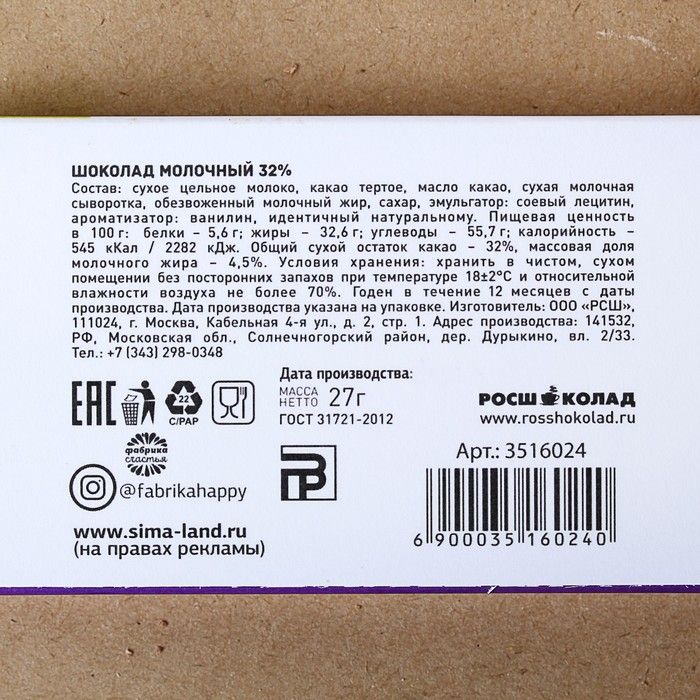 ШОКОЛАД МОЛОЧНЫЙ 32%
Состав: сухое цельное молоко, какао тертое, масло какао, сухая молочная
сыворотка, обезвоженный молочный жир, сахар, эмульгатор: соевый лецитин,
ароматизатор: ванилин, идентичный натуральному. Пищевая ценность
в 100 г: белки – 5,6 г; жиры – 32,6 г; углеводы – 55,7 г; калорийность –
545 кКал / 2282 кДж. Общий сухой остаток какао – 32%, массовая доля
молочного жира – 4,5%. Условия хранения: хранить в чистом, сухом
помещении без посторонних запахов при температуре 18±2°С и относительной
влажности воздуха не более 70%. Годен в течение 12 месяцев с даты
производства. Дата производства указана на упаковке. Изготовитель: ООО «РСШ»,
111024, г. Москва, Кабельная 4-я ул., д. 2, стр. 1. Адрес производства: 141532,
РФ, Московская обл., Солнечногорский район, дер. Дурыкино, вл. 2/33.
Тел.: +7 (343) 298-0348
Дата производства:
EAC
22
C/PAP
МАССА
НЕТТО
27г
ГОСТ 31721-2012
РОСШОКОЛАД
www.rosshokolad.ru
фабрика
счастья
@fabrikahappy
Арт.: 3516024
6 900035 160240
www.sima-land.ru
(на правах рекламы)